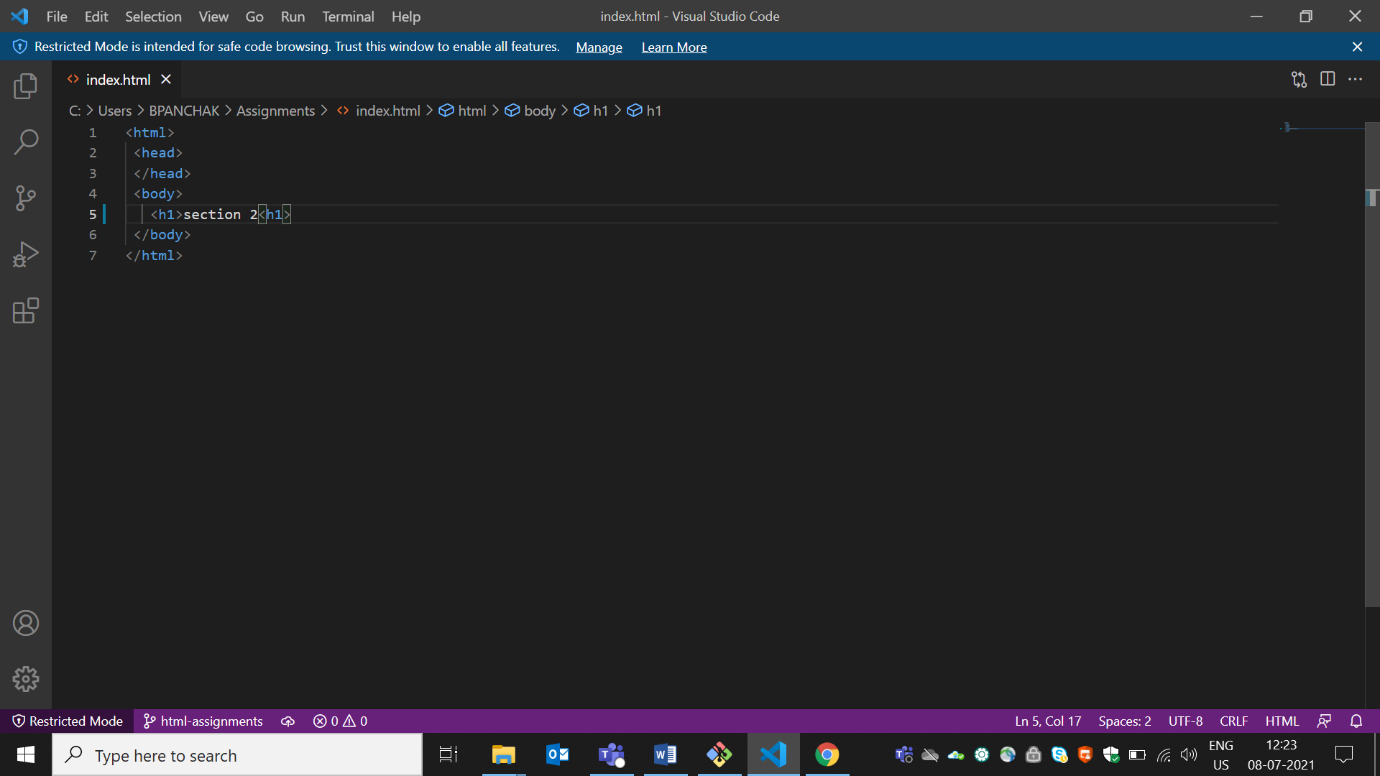 File Edit Selection View Go Run Terminal Help index.html - Visual Studio Code
Restricted Mode is intended for safe code browsing. Trust this window to enable all features. Manage Learn More
index.html
C: > Users > BPANCHAK > Assignments > index.html > html > body > h1 > h1
1 <html>
2 <head>
3 </head>
4 <body>
5 <h1>section 2<h1>
6 </body>
7 </html>
Restricted Mode html-assignments 0 0 Ln 5, Col 17 Spaces: 2 UTF-8 CRLF HTML
Type here to search
ENG 12:23
US 08-07-2021